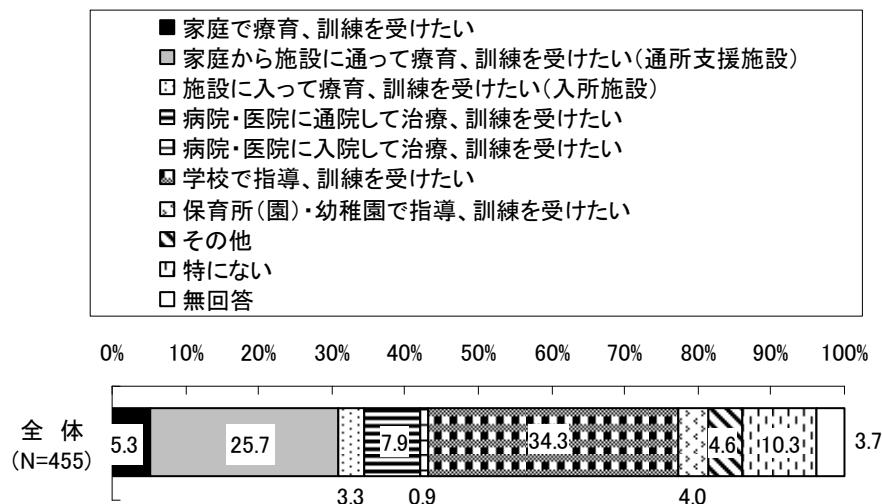 家庭で療育、訓練を受けたい
家庭から施設に通って療育、訓練を受けたい(通所支援施設)
施設に入って療育、訓練を受けたい(入所施設)
病院・医院に通院して治療、訓練を受けたい
病院・医院に入院して治療、訓練を受けたい
学校で指導、訓練を受けたい
保育所(園)・幼稚園で指導、訓練を受けたい
その他
特にない
無回答
0% 10% 20% 30% 40% 50% 60% 70% 80% 90% 100%
全 体
(N=455)
5.3 25.7 7.9 34.3 4.6 10.3 3.7
3.3 0.9 4.0